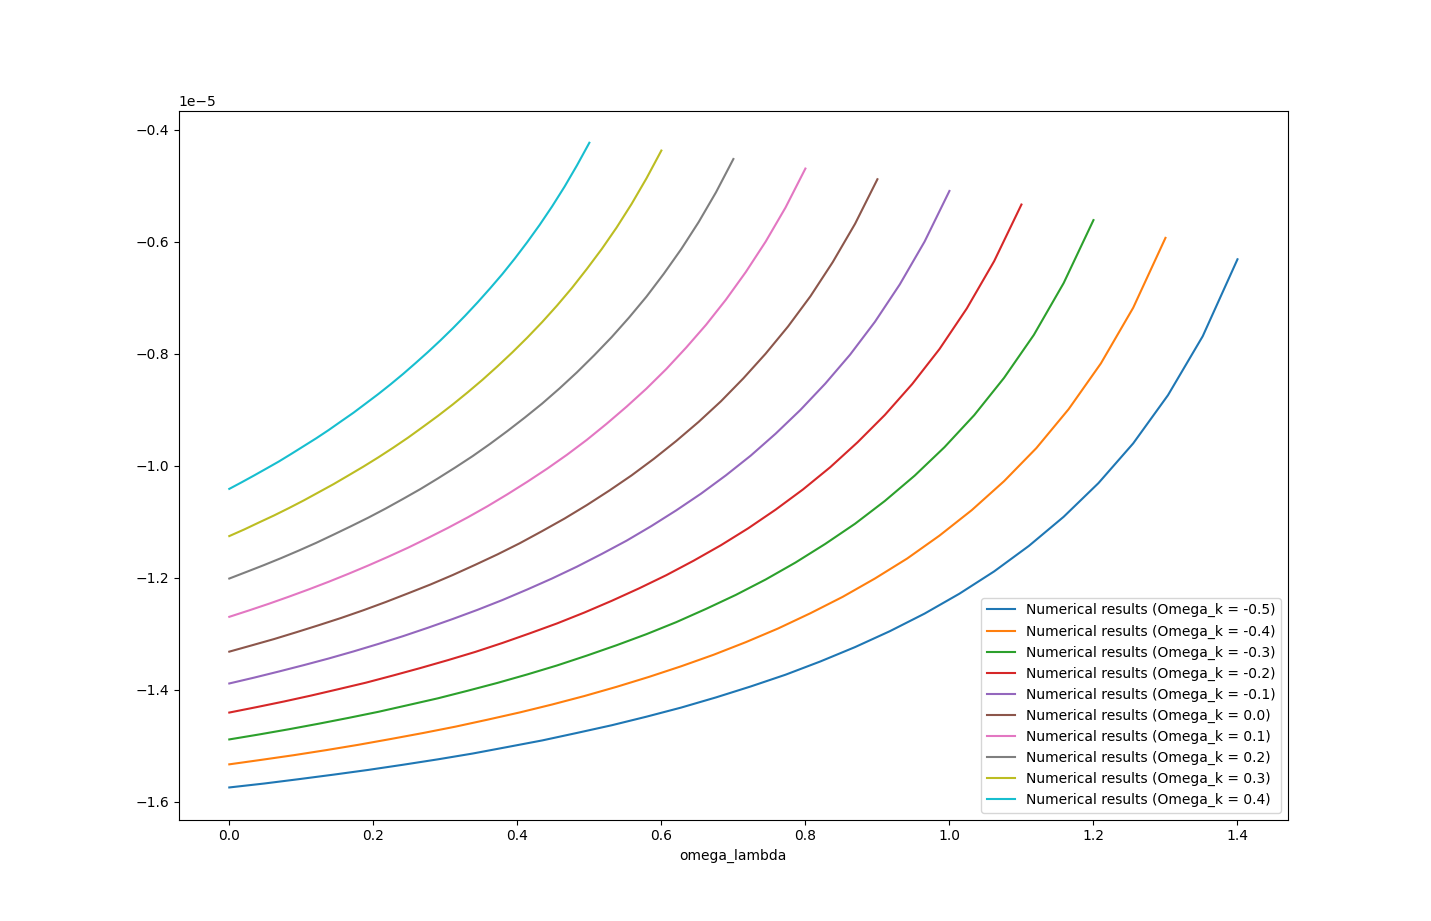 1e−5
−0.4
−0.6
−0.8
−1.0
−1.2
−1.4
−1.6
0.0 0.2 0.4 0.6 0.8 1.0 1.2 1.4
omega_lambda
Numerical results (Omega_k = -0.5)
Numerical results (Omega_k = -0.4)
Numerical results (Omega_k = -0.3)
Numerical results (Omega_k = -0.2)
Numerical results (Omega_k = -0.1)
Numerical results (Omega_k = 0.0)
Numerical results (Omega_k = 0.1)
Numerical results (Omega_k = 0.2)
Numerical results (Omega_k = 0.3)
Numerical results (Omega_k = 0.4)